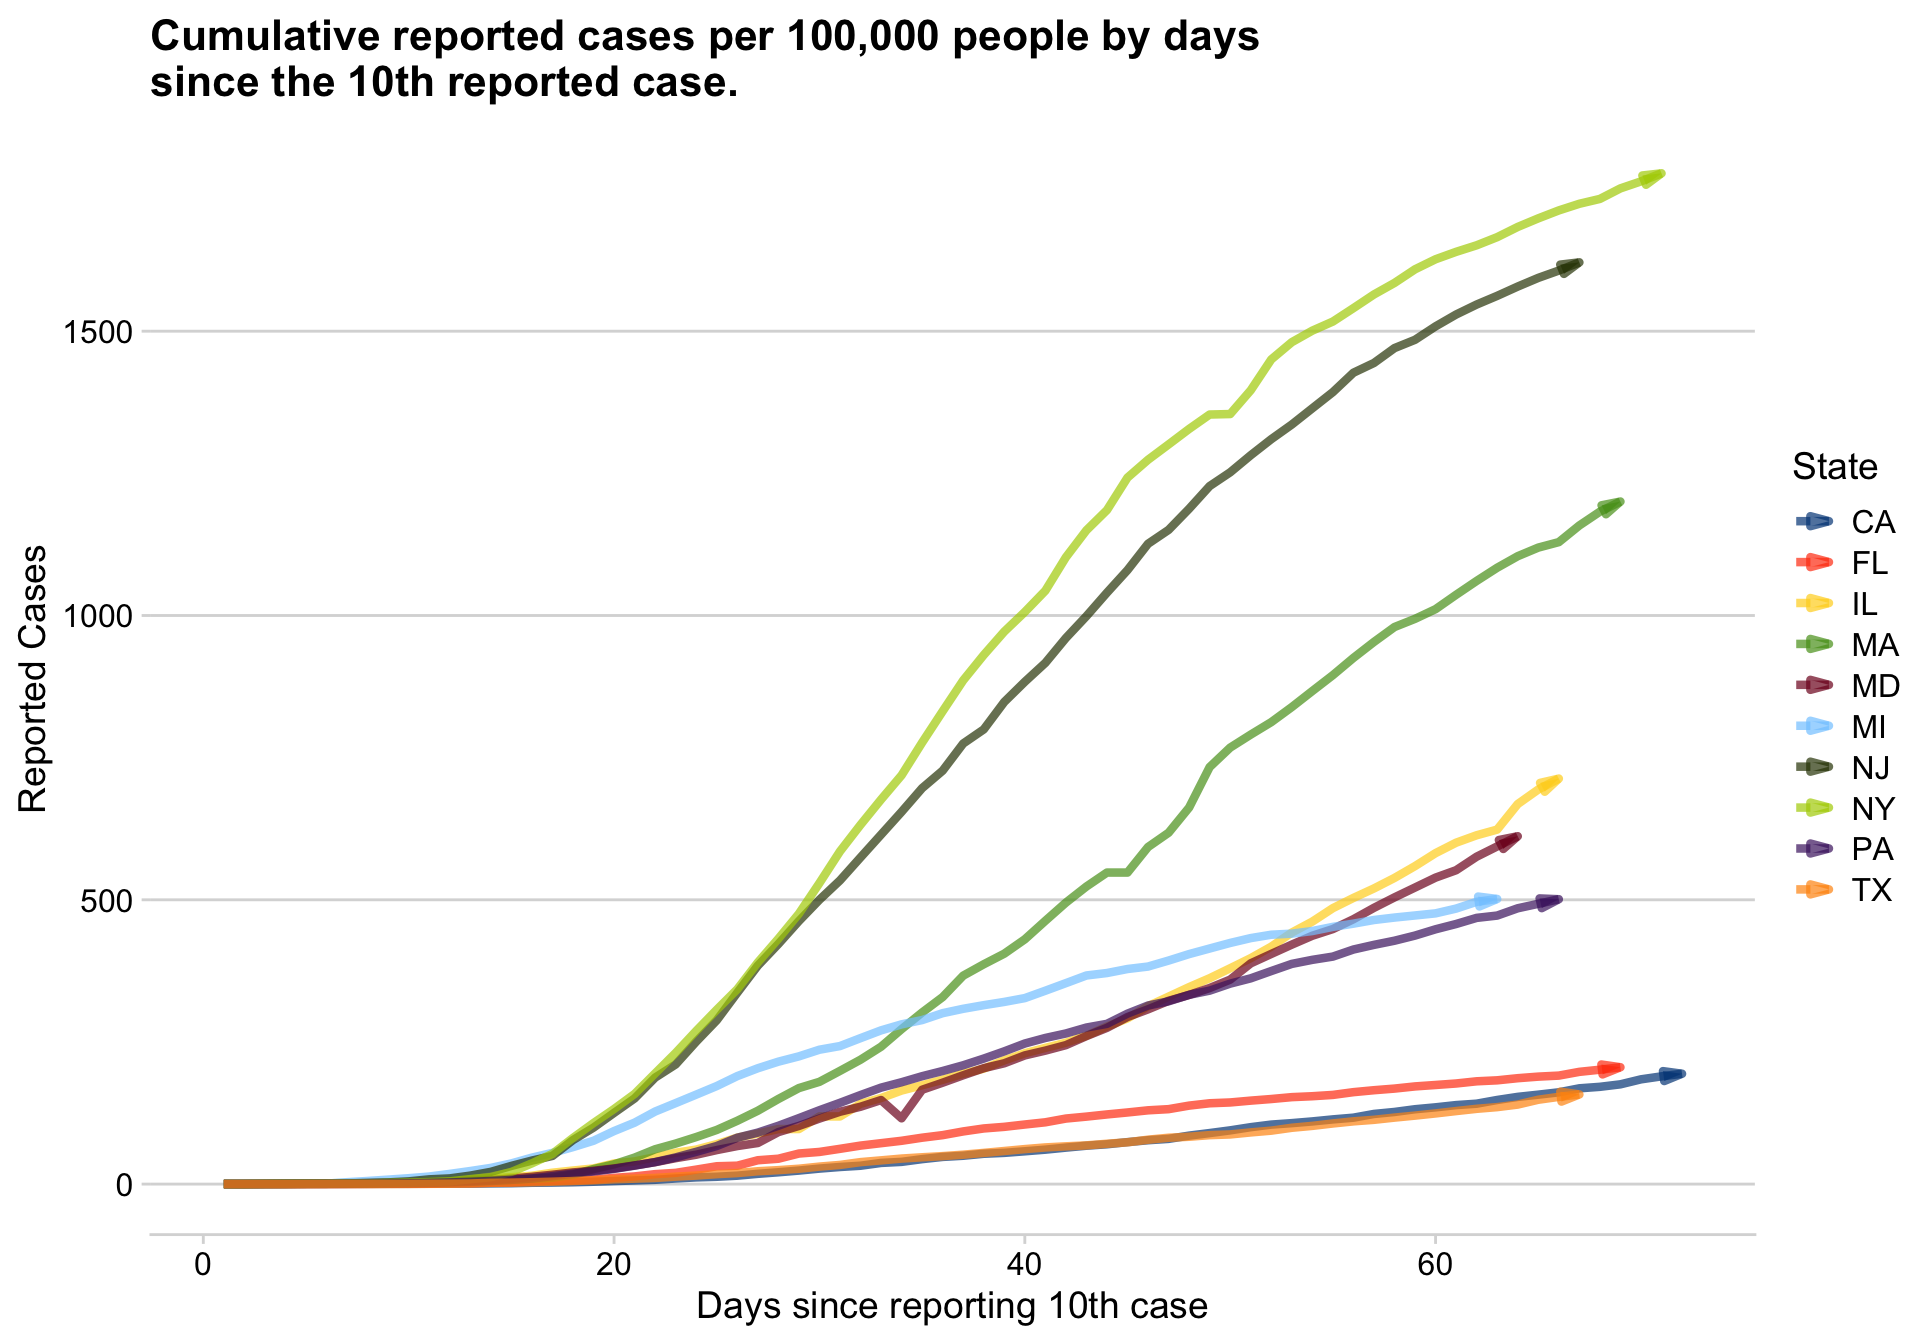 Cumulative reported cases per 100,000 people by days
since the 10th reported case.
Reported Cases
1500
1000
500
0
0
20
40
60
Days since reporting 10th case
State
CA
FL
IL
MA
MD
MI
NJ
NY
PA
TX